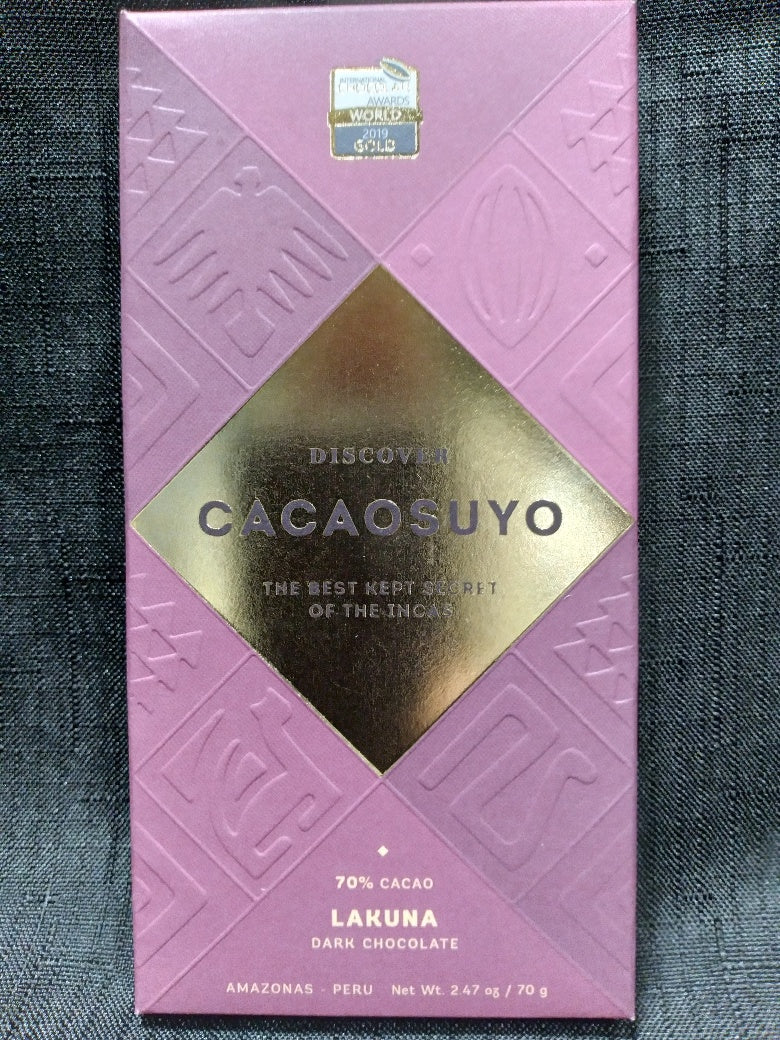 INTERNATIONAL
CHOCOLATE
AWARDS
WORLD
2019
GOLD
DISCOVER
CACAOSUYO
THE BEST KEPT SECRET
OF THE INCAS
70% CACAO
LAKUNA
DARK CHOCOLATE
AMAZONAS - PERU Net Wt. 2.47 oz / 70 g